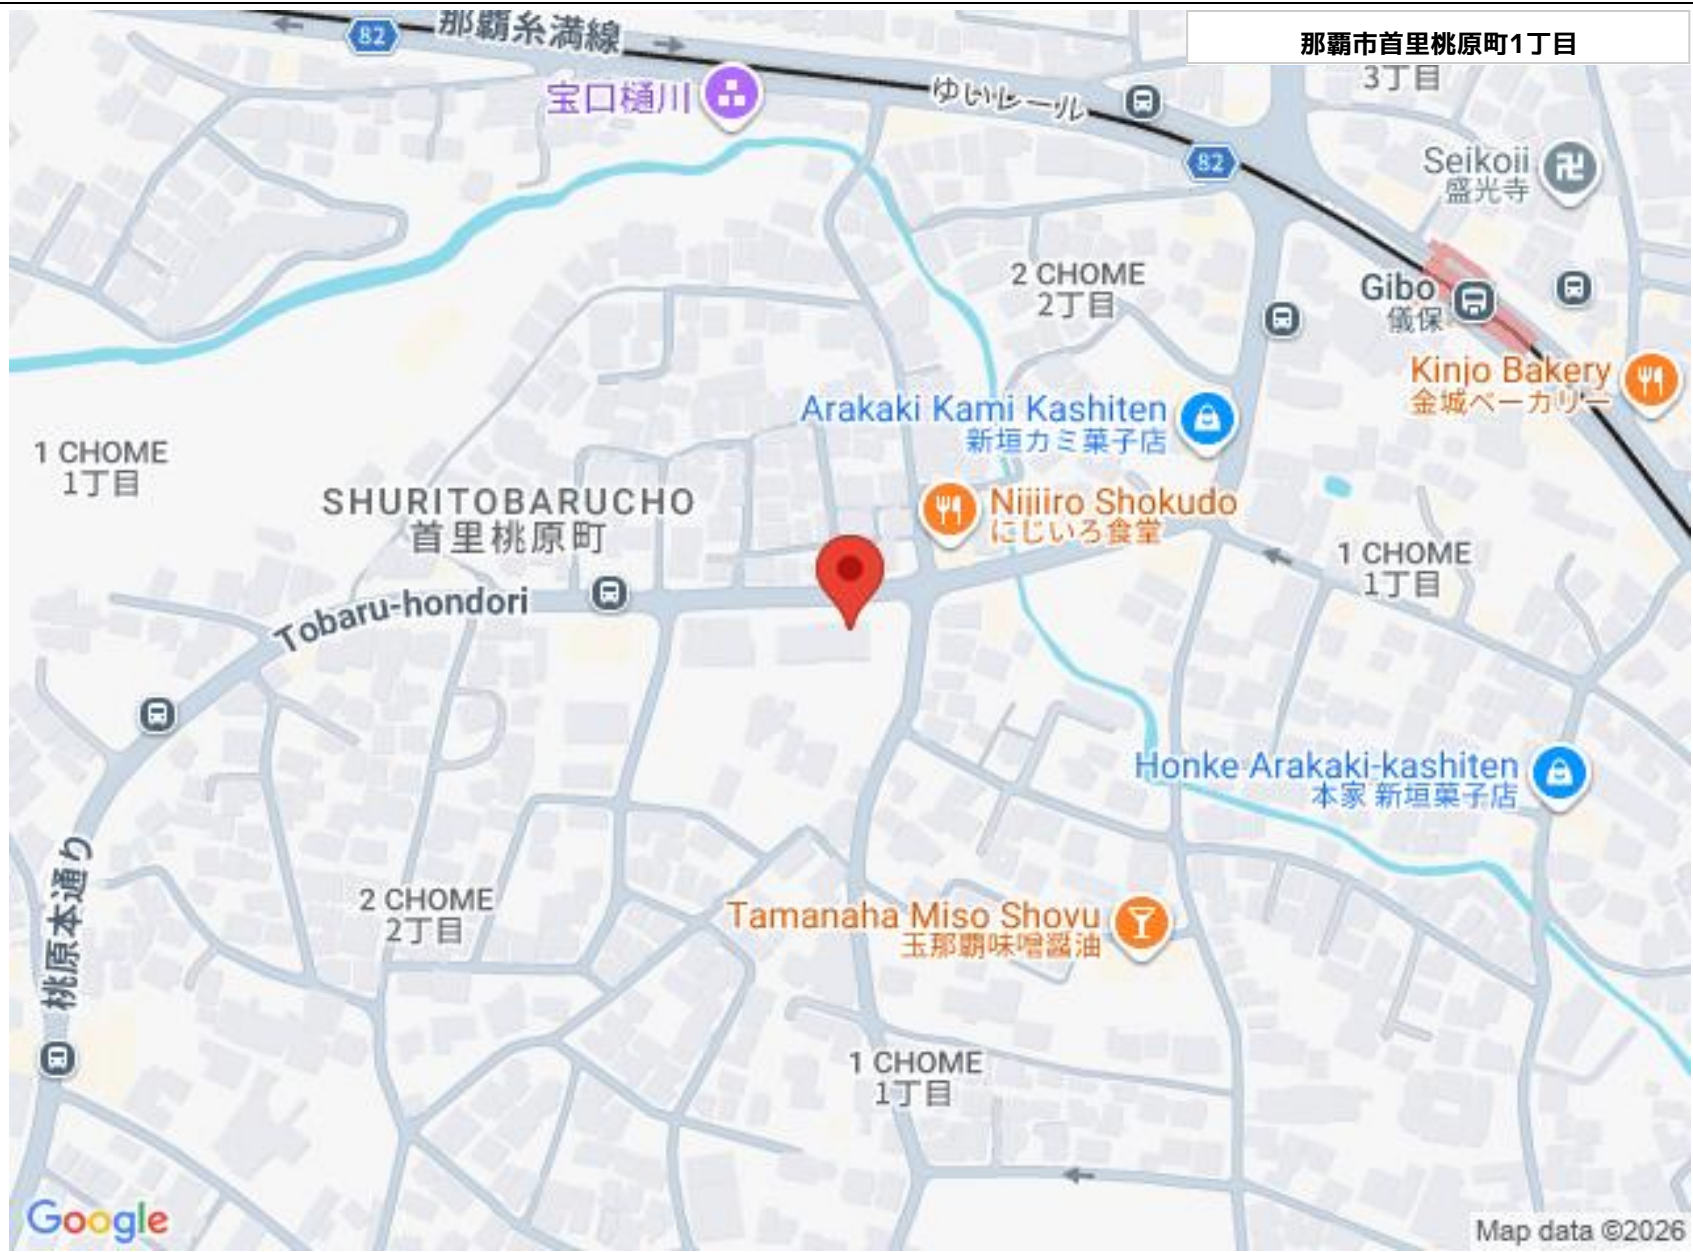 那覇市首里桃原町1丁目
那覇糸満線
82
宝口樋川
ゆいレール
3丁目
82
Seikoji
盛光寺
2 CHOME
2丁目
Gibo
儀保
Kinjo Bakery
金城ベーカリー
Arakaki Kami Kashiten
新垣カミ菓子店
1 CHOME
1丁目
SHURITOBARUCHO
首里桃原町
Nijiiro Shokudo
にじいろ食堂
1 CHOME
1丁目
Tobaru-hondori
Honke Arakaki-kashiten
本家 新垣菓子店
桃原本通り
2 CHOME
2丁目
Tamanaha Miso Shoyu
玉那覇味噌醤油
1 CHOME
1丁目
Google
Map data ©2026